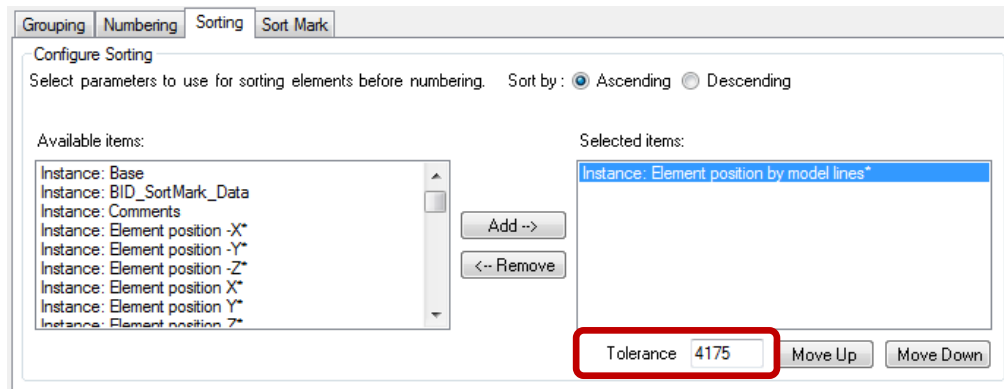 Grouping Numbering Sorting Sort Mark
Configure Sorting
Select parameters to use for sorting elements before numbering. Sort by : Ascending Descending
Available items:
Selected items:
Instance: Base
Instance: BID_SortMark_Data
Instance: Comments
Instance: Element position -X*
Instance: Element position -Y*
Instance: Element position -Z*
Instance: Element position X*
Instance: Element position Y*
Instance: Element position Z*
Add -->
<-- Remove
Instance: Element position by model lines*
Tolerance 4175 Move Up Move Down